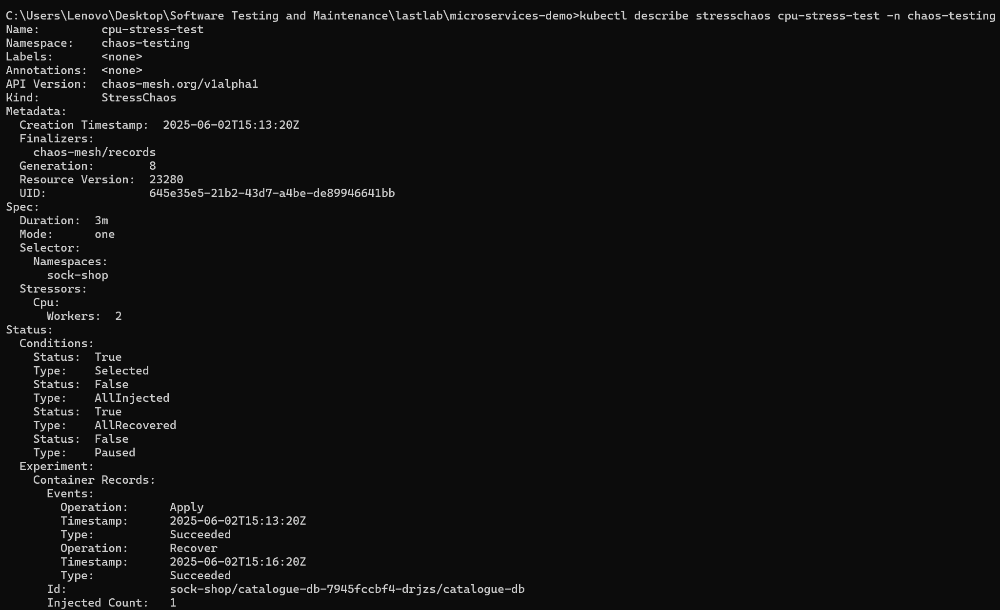 C:\Users\Lenovo\Desktop\Software Testing and Maintenance\lastlab\microservices-demo>kubectl describe stresschaos cpu-stress-test -n chaos-testing
Name:         cpu-stress-test
Namespace:    chaos-testing
Labels:       <none>
Annotations:  <none>
API Version:  chaos-mesh.org/v1alpha1
Kind:         StressChaos
Metadata:
  Creation Timestamp:  2025-06-02T15:13:20Z
  Finalizers:
    chaos-mesh/records
  Generation:        8
  Resource Version:  23280
  UID:               645e35e5-21b2-43d7-a4be-de89946641bb
Spec:
  Duration:  3m
  Mode:      one
  Selector:
    Namespaces:
      sock-shop
  Stressors:
    Cpu:
      Workers:  2
Status:
  Conditions:
    Status:  True
    Type:    Selected
    Status:  False
    Type:    AllInjected
    Status:  True
    Type:    AllRecovered
    Status:  False
    Type:    Paused
  Experiment:
    Container Records:
      Events:
        Operation:      Apply
        Timestamp:      2025-06-02T15:13:20Z
        Type:           Succeeded
        Operation:      Recover
        Timestamp:      2025-06-02T15:16:20Z
        Type:           Succeeded
      Id:               sock-shop/catalogue-db-7945fccbf4-drjzs/catalogue-db
      Injected Count:   1